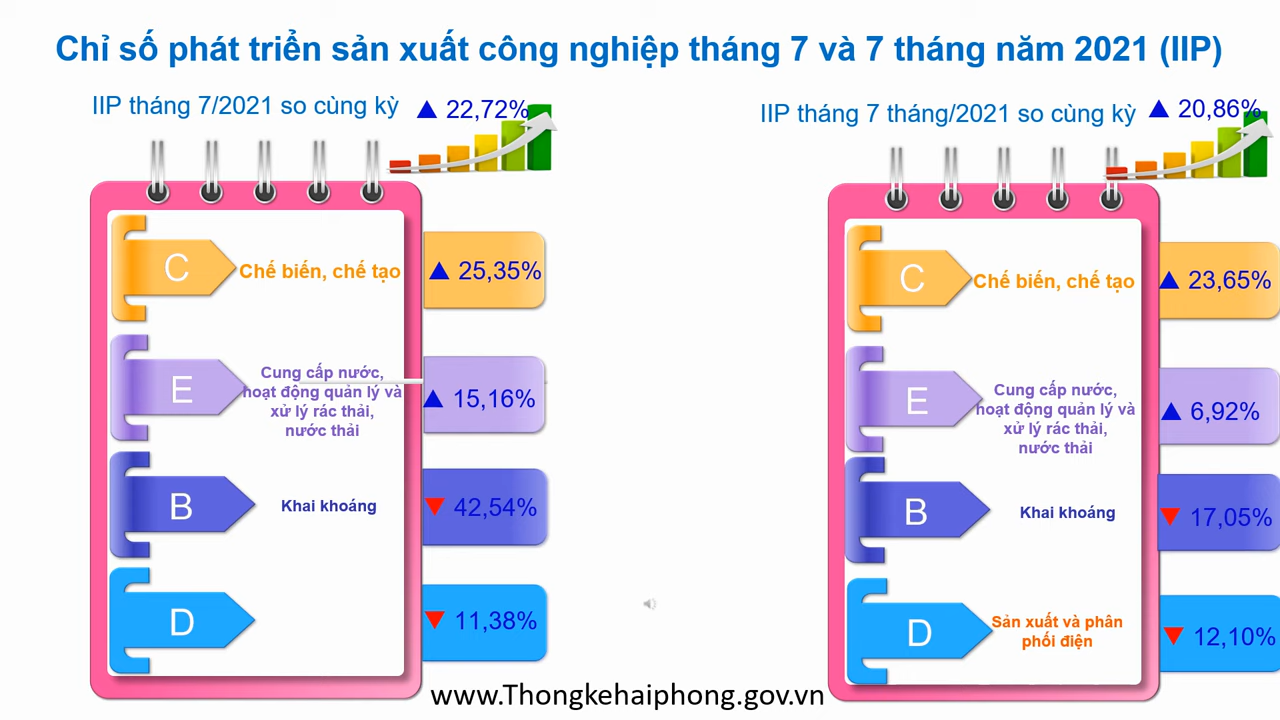 Chỉ số phát triển sản xuất công nghiệp tháng 7 và 7 tháng năm 2021 (IIP)
IIP tháng 7/2021 so cùng kỳ
▲ 22,72%
C
Chế biến, chế tạo
▲ 25,35%
E
Cung cấp nước,
hoạt động quản lý và
xử lý rác thải,
nước thải
▲ 15,16%
B
Khai khoáng
▼ 42,54%
D
▼ 11,38%
IIP tháng 7 tháng/2021 so cùng kỳ
▲ 20,86%
C
Chế biến, chế tạo
▲ 23,65%
E
Cung cấp nước,
hoạt động quản lý và
xử lý rác thải,
nước thải
▲ 6,92%
B
Khai khoáng
▼ 17,05%
D
Sản xuất và phân
phối điện
▼ 12,10%
www.Thongkehaiphong.gov.vn